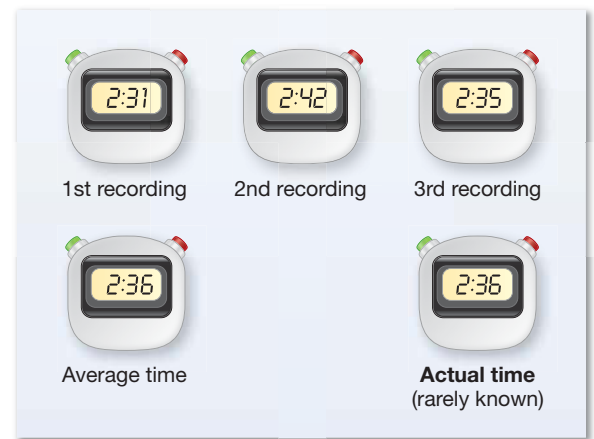 2:31
2:42
2:35
1st recording
2nd recording
3rd recording
2:36
2:36
Average time
Actual time
(rarely known)